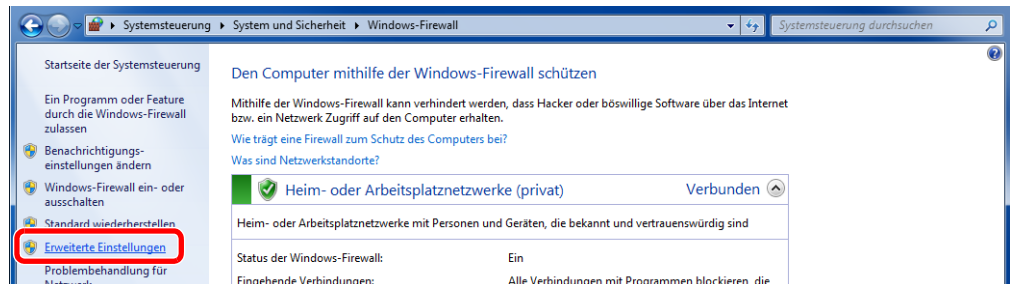 Systemsteuerung ▸ System und Sicherheit ▸ Windows-Firewall
Systemsteuerung durchsuchen
Startseite der Systemsteuerung
Ein Programm oder Feature
durch die Windows-Firewall
zulassen
Benachrichtigungs-
einstellungen ändern
Windows-Firewall ein- oder
ausschalten
Standard wiederherstellen
Erweiterte Einstellungen
Problembehandlung für
Netzwerk
Den Computer mithilfe der Windows-Firewall schützen
Mithilfe der Windows-Firewall kann verhindert werden, dass Hacker oder böswillige Software über das Internet
bzw. ein Netzwerk Zugriff auf den Computer erhalten.
Wie trägt eine Firewall zum Schutz des Computers bei?
Was sind Netzwerkstandorte?
Heim- oder Arbeitsplatznetzwerke (privat) Verbunden
Heim- oder Arbeitsplatznetzwerke mit Personen und Geräten, die bekannt und vertrauenswürdig sind
Status der Windows-Firewall: Ein
Eingehende Verbindungen: Alle Verbindungen mit Programmen blockieren, die